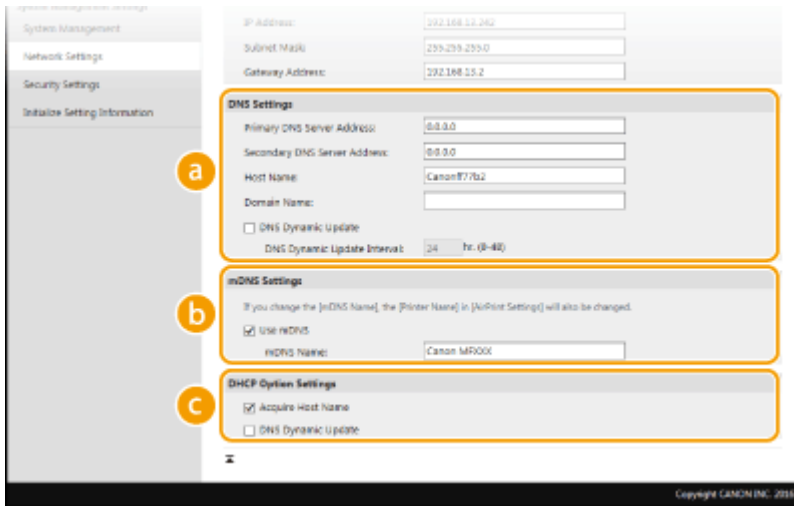 System Management Settings
System Management
Network Settings
Security Settings
Initialize Setting Information
IP Address: 192.168.13.242
Subnet Mask: 255.255.255.0
Gateway Address: 192.168.13.2
a
DNS Settings
Primary DNS Server Address: 0.0.0.0
Secondary DNS Server Address: 0.0.0.0
Host Name: Canonff77b2
Domain Name:
DNS Dynamic Update
DNS Dynamic Update Interval: 24 hr. (0-48)
b
mDNS Settings
If you change the [mDNS Name], the [Printer Name] in [AirPrint Settings] will also be changed.
Use mDNS
mDNS Name: Canon MFXXX
c
DHCP Option Settings
Acquire Host Name
DNS Dynamic Update
Copyright CANON INC. 2016